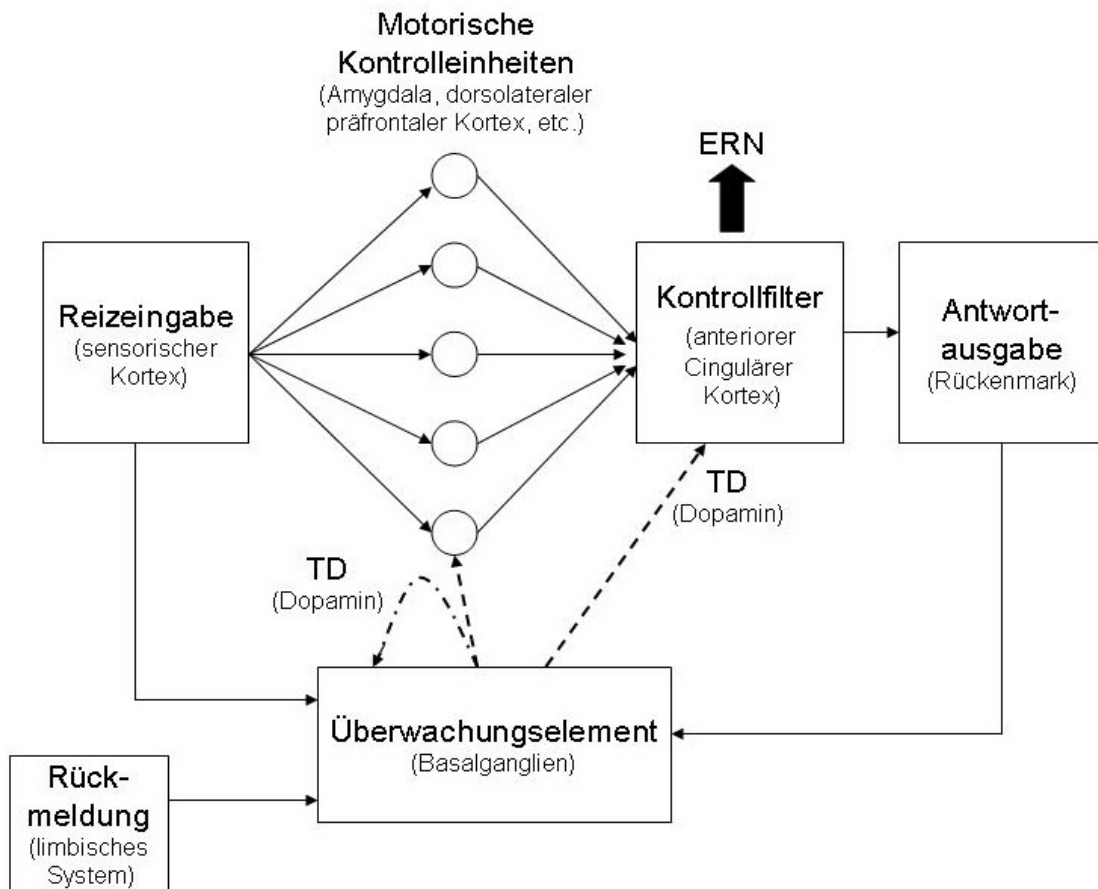 Motorische
Kontrolleinheiten
(Amygdala, dorsolateraler
präfrontaler Kortex, etc.)
ERN
Reizeingabe
(sensorischer
Kortex)
Kontrollfilter
(anteriorer
Cingulärer
Kortex)
Antwort-
ausgabe
(Rückenmark)
TD
(Dopamin)
TD
(Dopamin)
Überwachungselement
(Basalganglien)
Rück-
meldung
(limbisches
System)